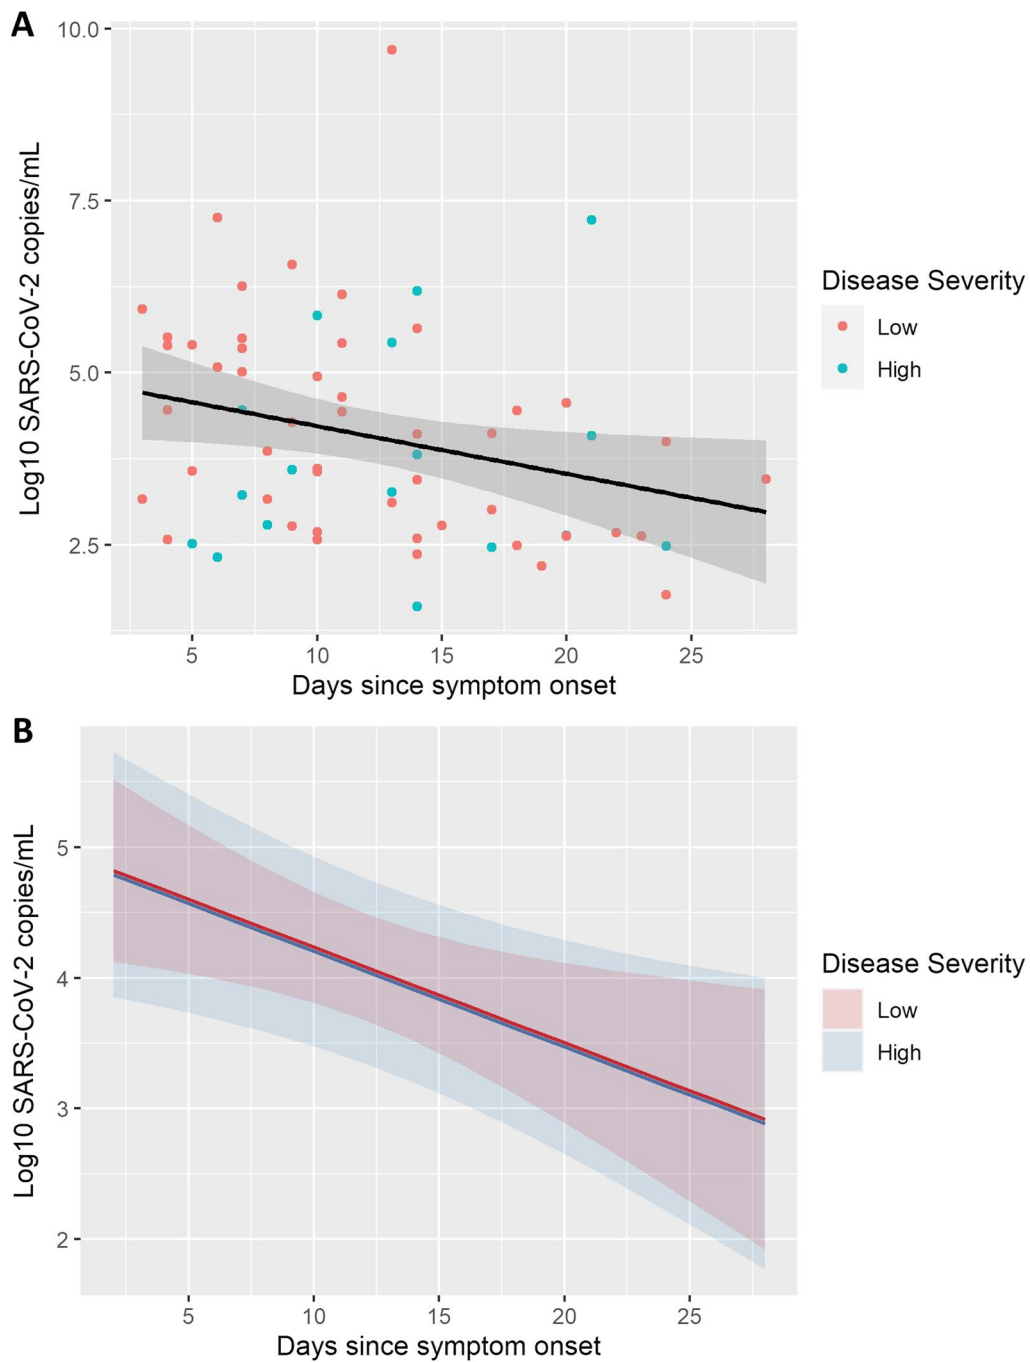 A
10.0
7.5
5.0
2.5
Log10 SARS-CoV-2 copies/mL
5 10 15 20 25
Days since symptom onset
Disease Severity
Low
High
B
5
4
3
2
Log10 SARS-CoV-2 copies/mL
5 10 15 20 25
Days since symptom onset
Disease Severity
Low
High